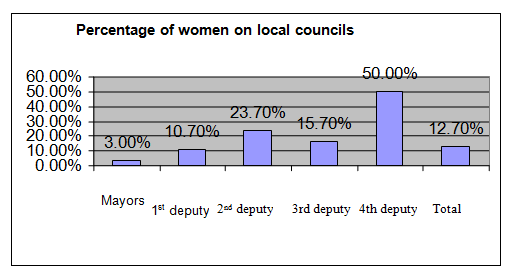 Percentage of women on local councils
60.00%
50.00%
40.00%
30.00%
20.00%
10.00%
0.00%
3.00%
10.70%
23.70%
15.70%
50.00%
12.70%
Mayors
1st deputy
2nd deputy
3rd deputy
4th deputy
Total